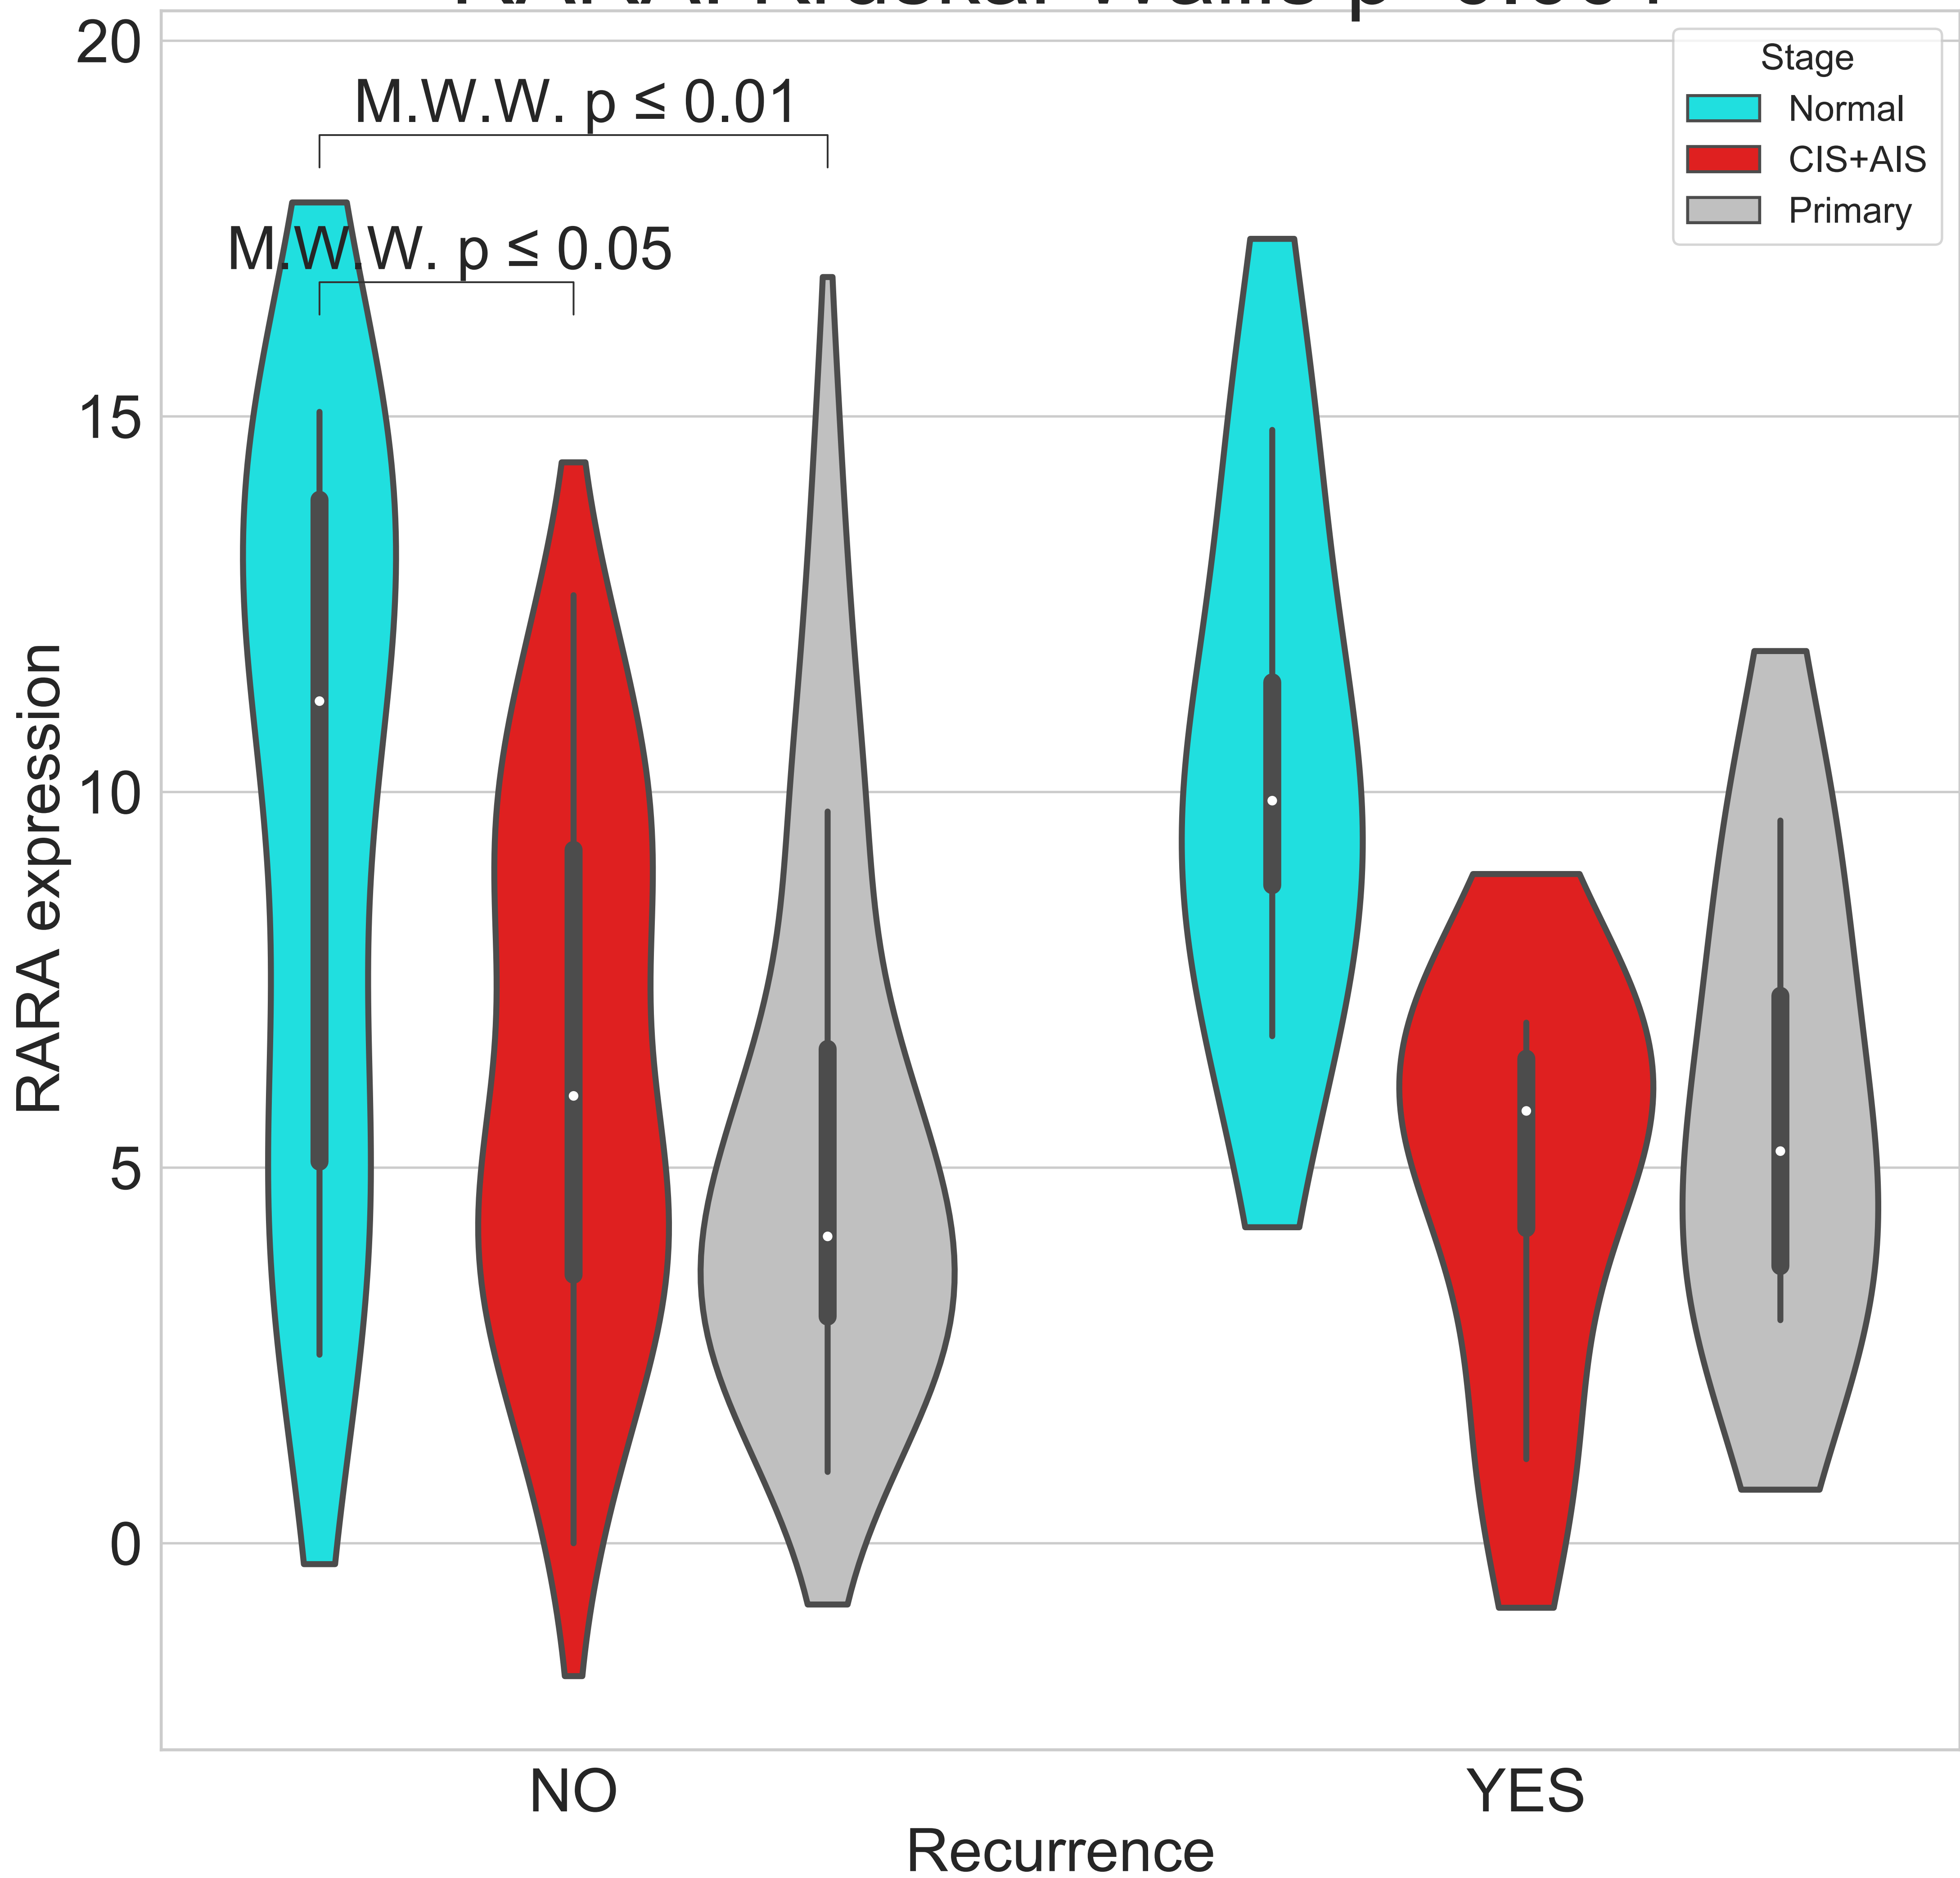 20
M.W.W. p ≤ 0.01
M.W.W. p ≤ 0.05
15
10
5
0
RARA expression
Stage
Normal
CIS+AIS
Primary
NO
YES
Recurrence